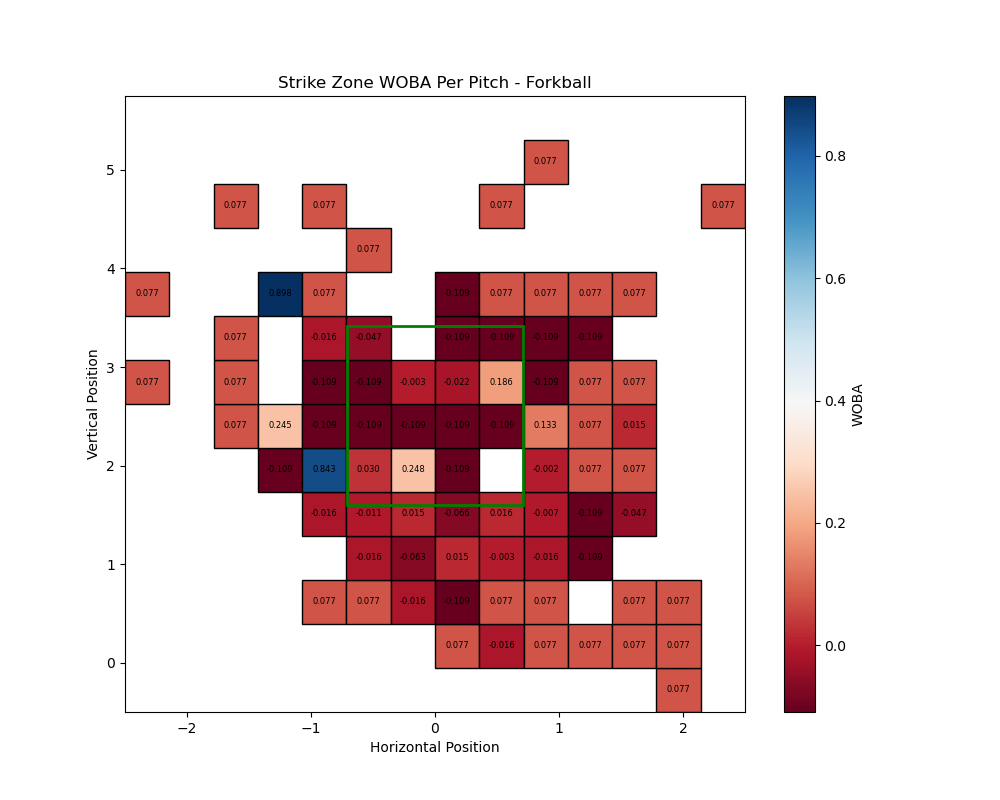 Strike Zone WOBA Per Pitch - Forkball
5
4
3
2
1
0
Vertical Position
0.077
0.077 0.077 0.077 0.077
0.077
0.077 0.898 0.077 -0.109 0.077 0.077 0.077 0.077
0.077 -0.016 -0.047 -0.109 -0.109 -0.109 -0.109
0.077 0.077 -0.109 -0.109 -0.003 -0.022 0.186 -0.109 0.077 0.077
0.077 0.245 -0.109 -0.109 -0.109 -0.109 -0.109 0.133 0.077 0.015
-0.109 0.843 0.030 0.248 -0.109 -0.002 0.077 0.077
-0.016 -0.011 0.015 -0.066 0.016 -0.007 -0.109 -0.047
-0.016 -0.063 0.015 -0.003 -0.016 -0.109
0.077 0.077 -0.016 -0.109 0.077 0.077 0.077 0.077
0.077 -0.016 0.077 0.077 0.077 0.077
0.077
−2 −1 0 1 2
Horizontal Position
0.8
0.6
0.4
0.2
0.0
WOBA